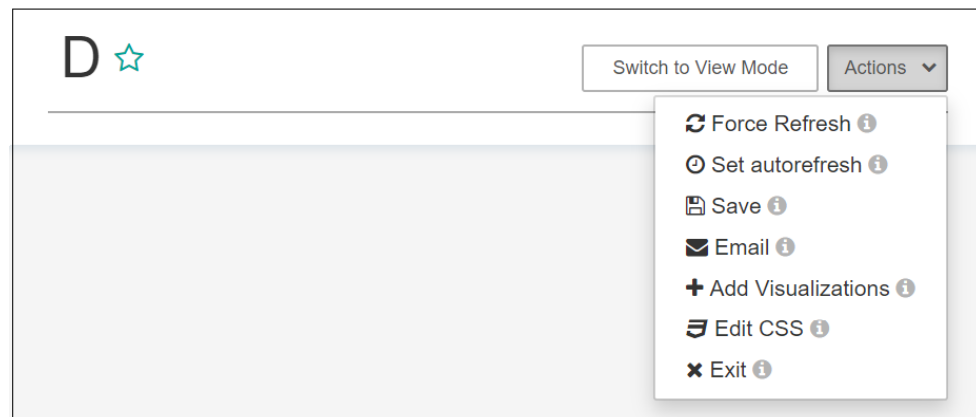 D
Switch to View Mode
Actions
Force Refresh
Set autorefresh
Save
Email
Add Visualizations
Edit CSS
Exit